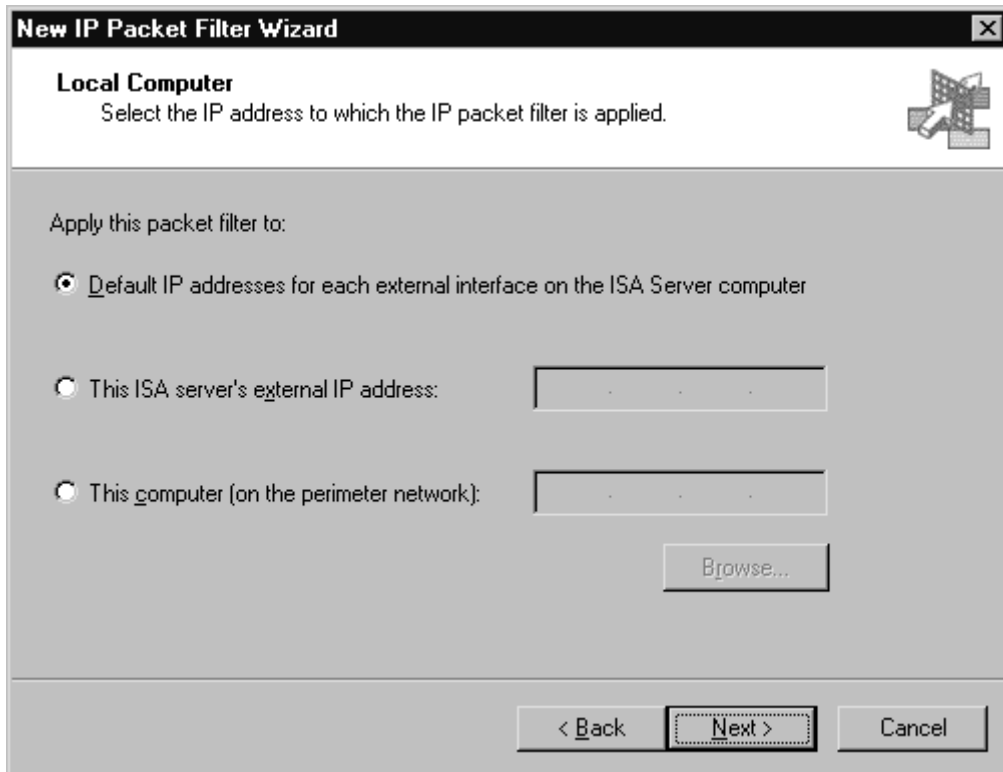 New IP Packet Filter Wizard
Local Computer
Select the IP address to which the IP packet filter is applied.
Apply this packet filter to:
Default IP addresses for each external interface on the ISA Server computer
This ISA server's external IP address:
This computer (on the perimeter network):
Browse...
< Back
Next >
Cancel